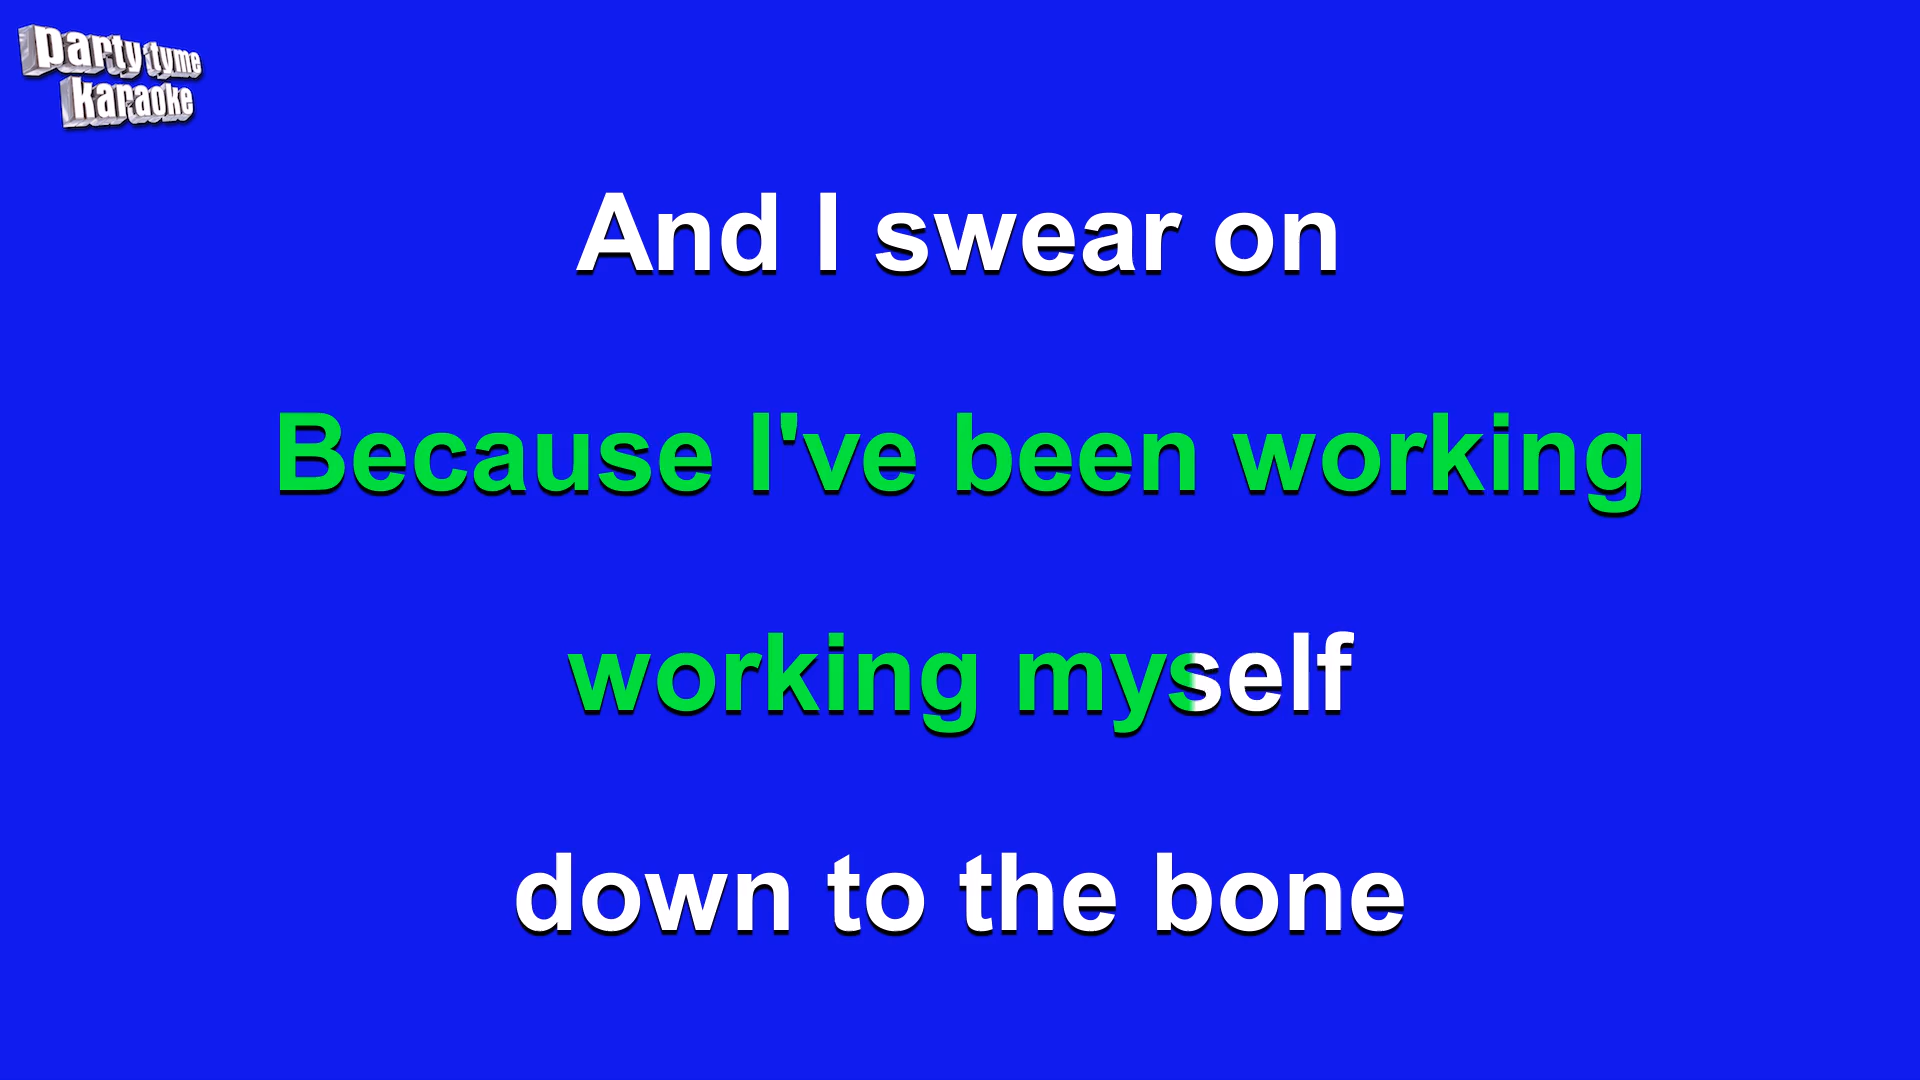 party tyme
karaoke
And I swear on
Because I've been working
working myself
down to the bone